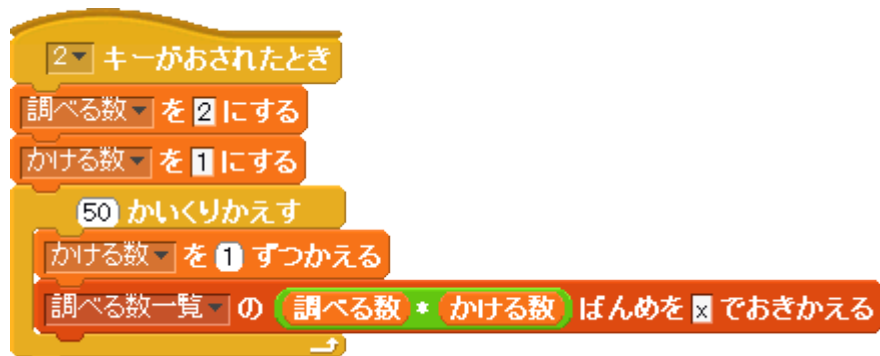 2 キーがおされたとき
調べる数 を 2 にする
かける数 を 1 にする
50 かいくりかえす
かける数 を 1 ずつかえる
調べる数一覧 の 調べる数 * かける数 ばんめを x でおきかえる